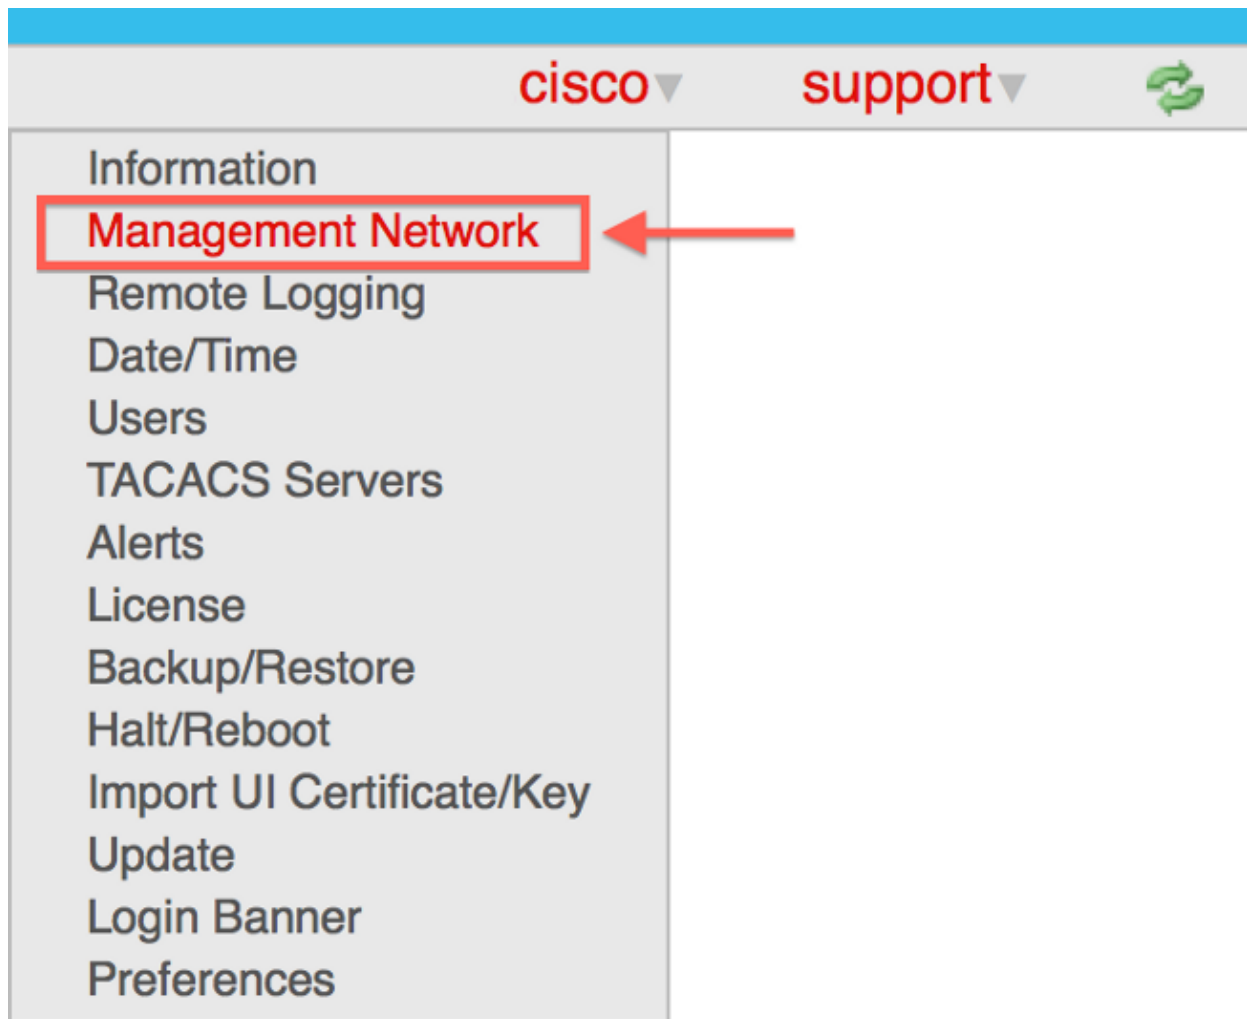 cisco support
Information
Management Network
Remote Logging
Date/Time
Users
TACACS Servers
Alerts
License
Backup/Restore
Halt/Reboot
Import UI Certificate/Key
Update
Login Banner
Preferences